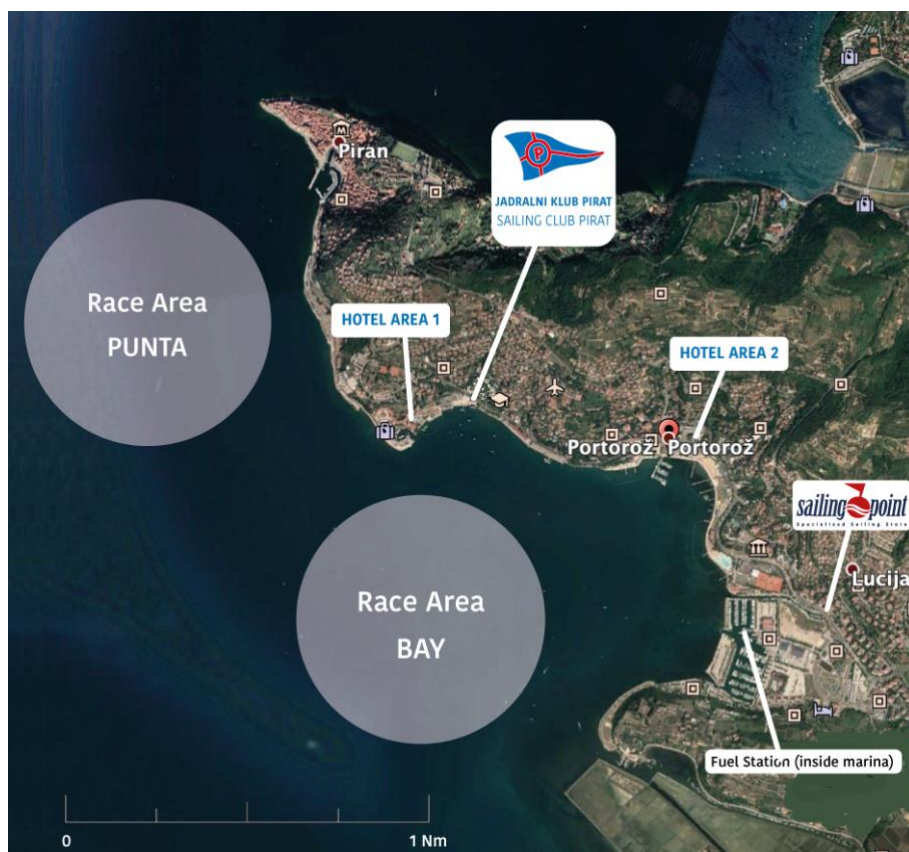 M
Piran
P
JADRALNI KLUB PIRAT
SAILING CLUB PIRAT
Race Area
PUNTA
HOTEL AREA 1
HOTEL AREA 2
Portorož
Portorož
sailing point
Specialized Sailing Store
Lucija
Race Area
BAY
Fuel Station (inside marina)
0
1 Nm